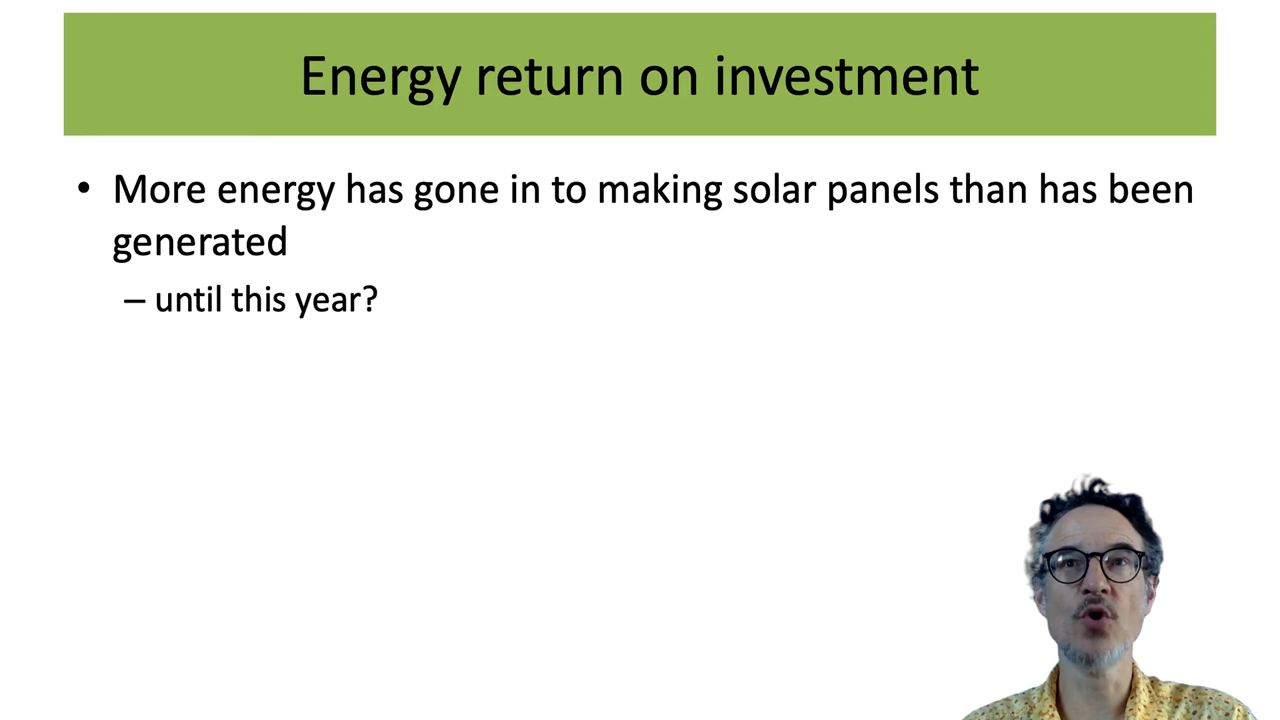 Energy return on investment
• More energy has gone in to making solar panels than has been
generated
– until this year?